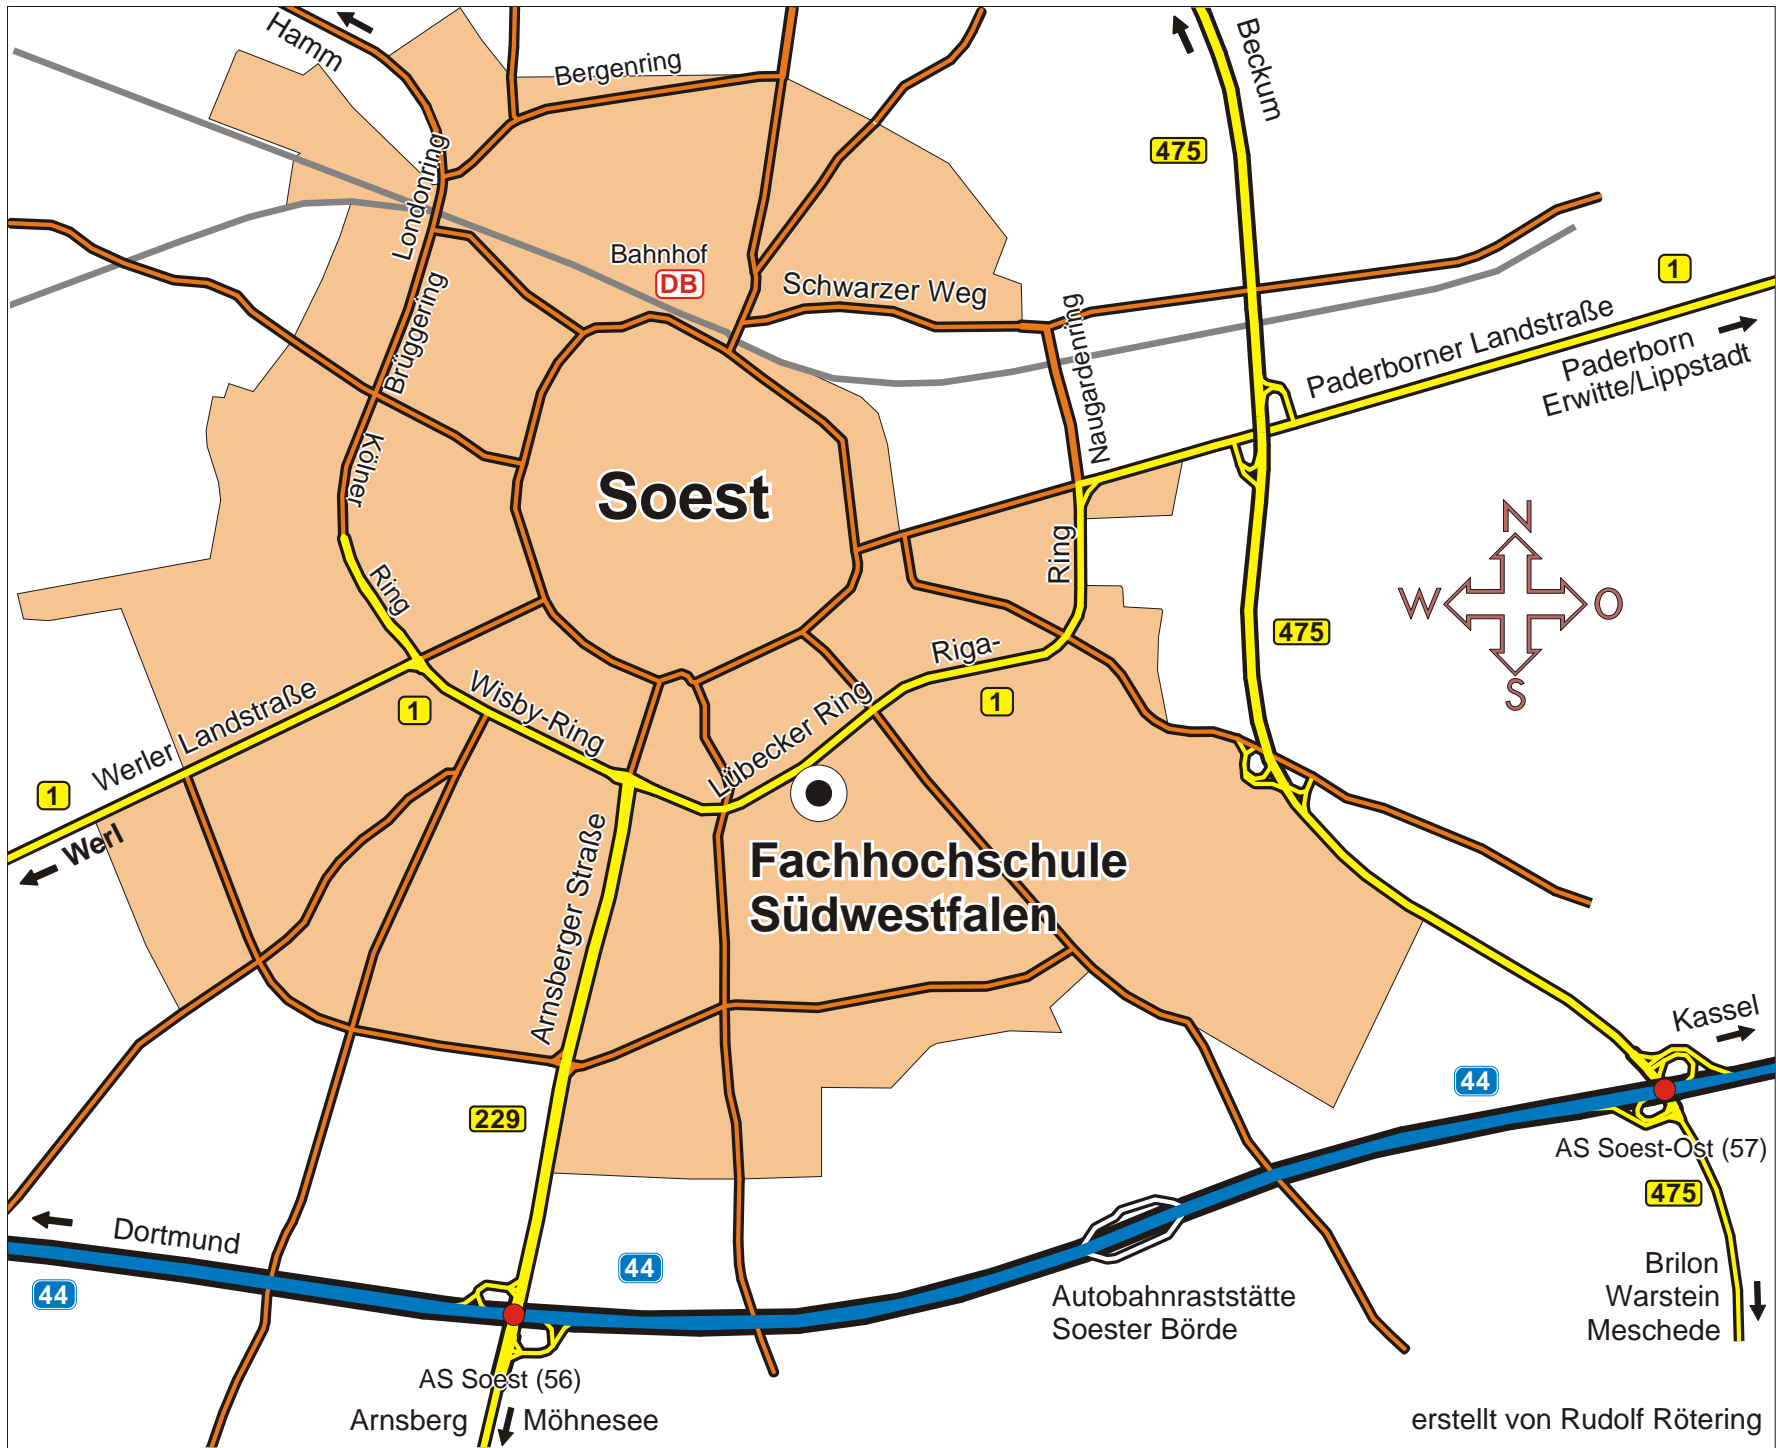 Hamm
Bergenring
Beckum
475
Londonring
Bahnhof
DB
Schwarzer Weg
1
Brüggering
Naugardenring
Paderborner Landstraße
Paderborn
Erwitte/Lippstadt
Kölner
Ring
Soest
Ring
N
W
O
S
475
Riga-
1
Werler Landstraße
1
Wisby-Ring
Lübecker Ring
1
Werl
Arnsberger Straße
Fachhochschule
Südwestfalen
Kassel
44
229
AS Soest-Ost (57)
475
Dortmund
44
44
Brilon
Warstein
Meschede
Autobahnraststätte
Soester Börde
AS Soest (56)
Arnsberg
Möhnesee
erstellt von Rudolf Rötering